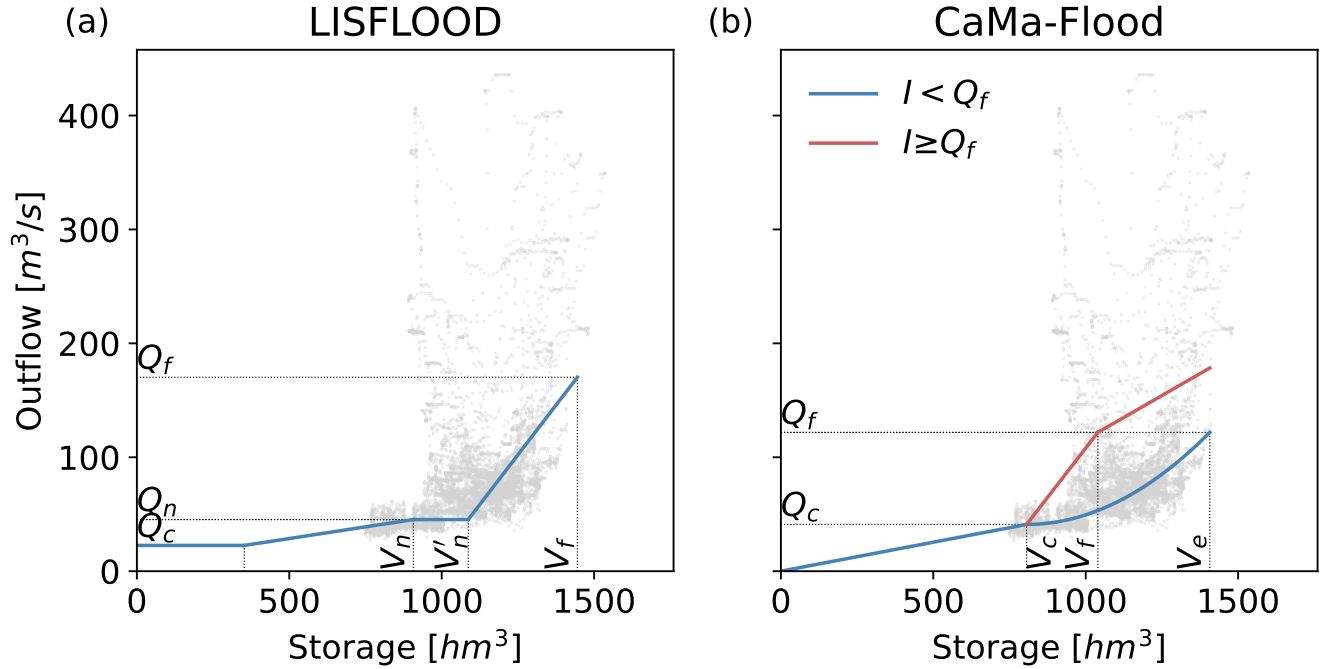 (a) LISFLOOD
Outflow [m³/s]
400
300
200
100
0
Q_f
Q_n
Q_c
V_n V'_n V_f
0 500 1000 1500
Storage [hm³]
(b) CaMa-Flood
I < Q_f
I≥Q_f
Q_f
Q_c
V_c V_f V_e
0 500 1000 1500
Storage [hm³]